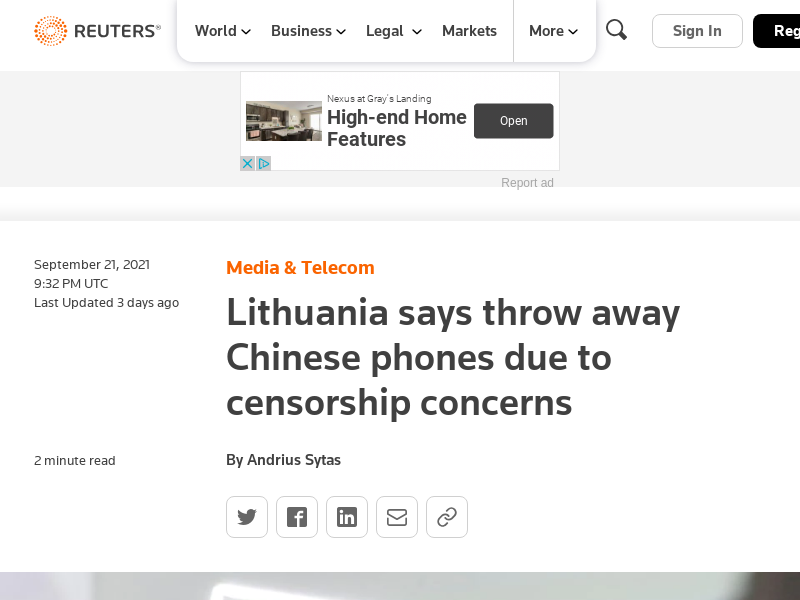 REUTERS®
World
Business
Legal
Markets
More
Sign In
Nexus at Gray's Landing
High-end Home
Features
Open
Report ad
September 21, 2021
9:32 PM UTC
Last Updated 3 days ago
Media & Telecom
Lithuania says throw away
Chinese phones due to
censorship concerns
2 minute read
By Andrius Sytas